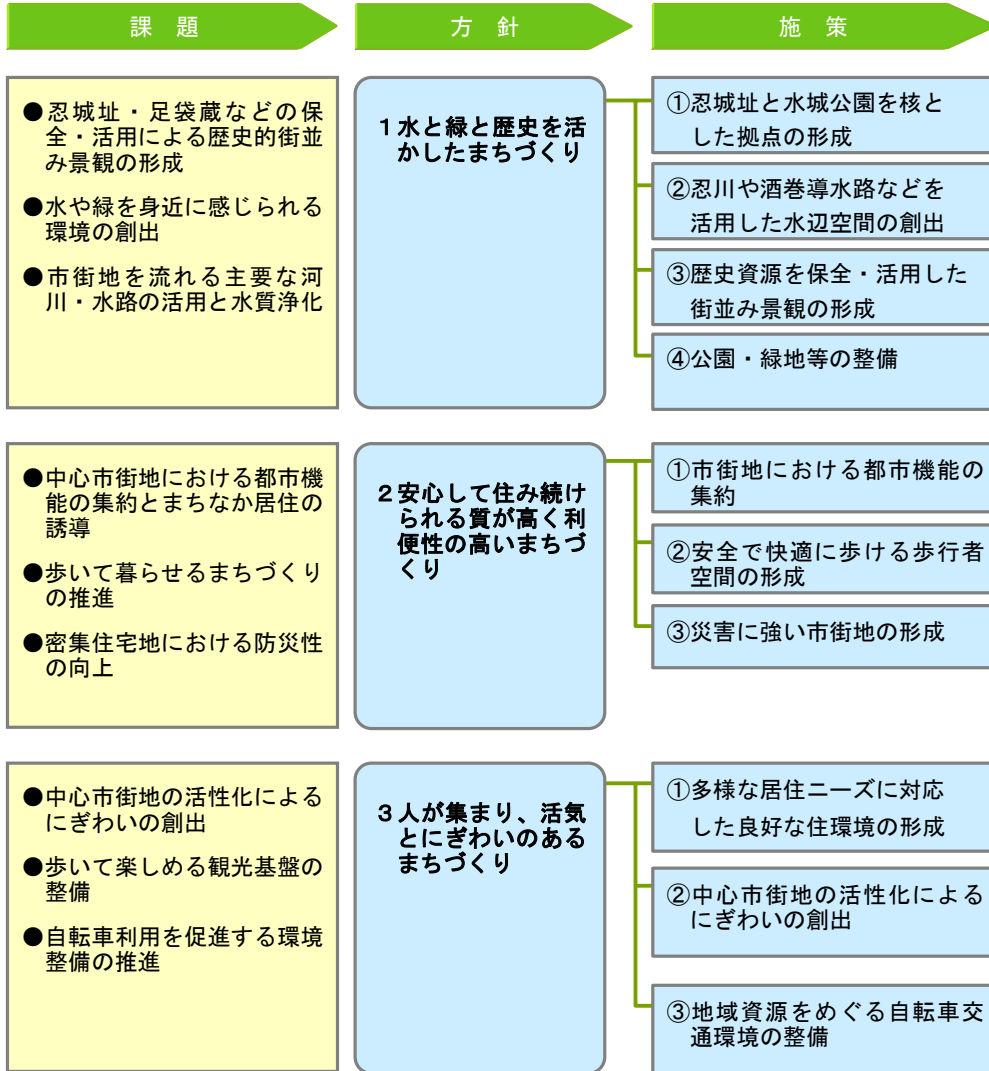 課 題
方 針
施 策
●忍城址・足袋蔵などの保
全・活用による歴史的街並
み景観の形成
●水や緑を身近に感じられる
環境の創出
●市街地を流れる主要な河
川・水路の活用と水質浄化
1水と緑と歴史を活
かしたまちづくり
①忍城址と水城公園を核と
した拠点の形成
②忍川や酒巻導水路などを
活用した水辺空間の創出
③歴史資源を保全・活用した
街並み景観の形成
④公園・緑地等の整備
●中心市街地における都市機
能の集約とまちなか居住の
誘導
●歩いて暮らせるまちづくり
の推進
●密集住宅地における防災性
の向上
2安心して住み続け
られる質が高く利
便性の高いまちづ
くり
①市街地における都市機能の
集約
②安全で快適に歩ける歩行者
空間の形成
③災害に強い市街地の形成
●中心市街地の活性化による
にぎわいの創出
●歩いて楽しめる観光基盤の
整備
●自転車利用を促進する環境
整備の推進
3人が集まり、活気
とにぎわいのある
まちづくり
①多様な居住ニーズに対応
した良好な住環境の形成
②中心市街地の活性化による
にぎわいの創出
③地域資源をめぐる自転車交
通環境の整備